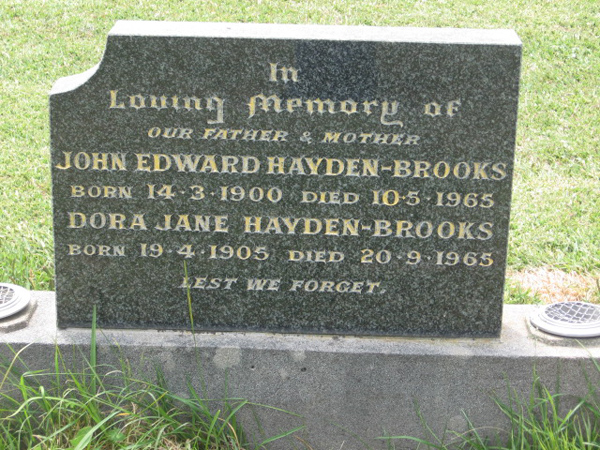 In
Loving Memory of
OUR FATHER & MOTHER
JOHN EDWARD HAYDEN-BROOKS
BORN 14·3·1900 DIED 10·5·1965
DORA JANE HAYDEN-BROOKS
BORN 19·4·1905 DIED 20·9·1965
LEST WE FORGET.